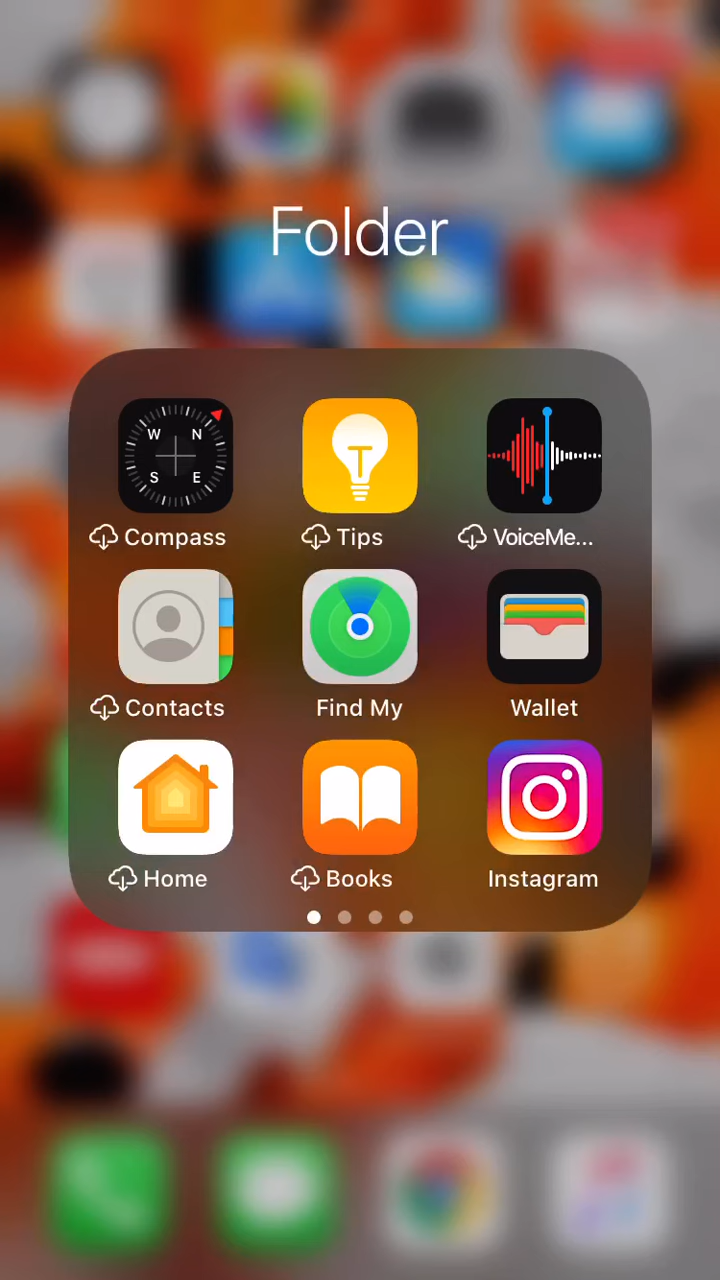 Folder
W N
S E
Compass
Tips
VoiceMe...
Contacts
Find My
Wallet
Home
Books
Instagram